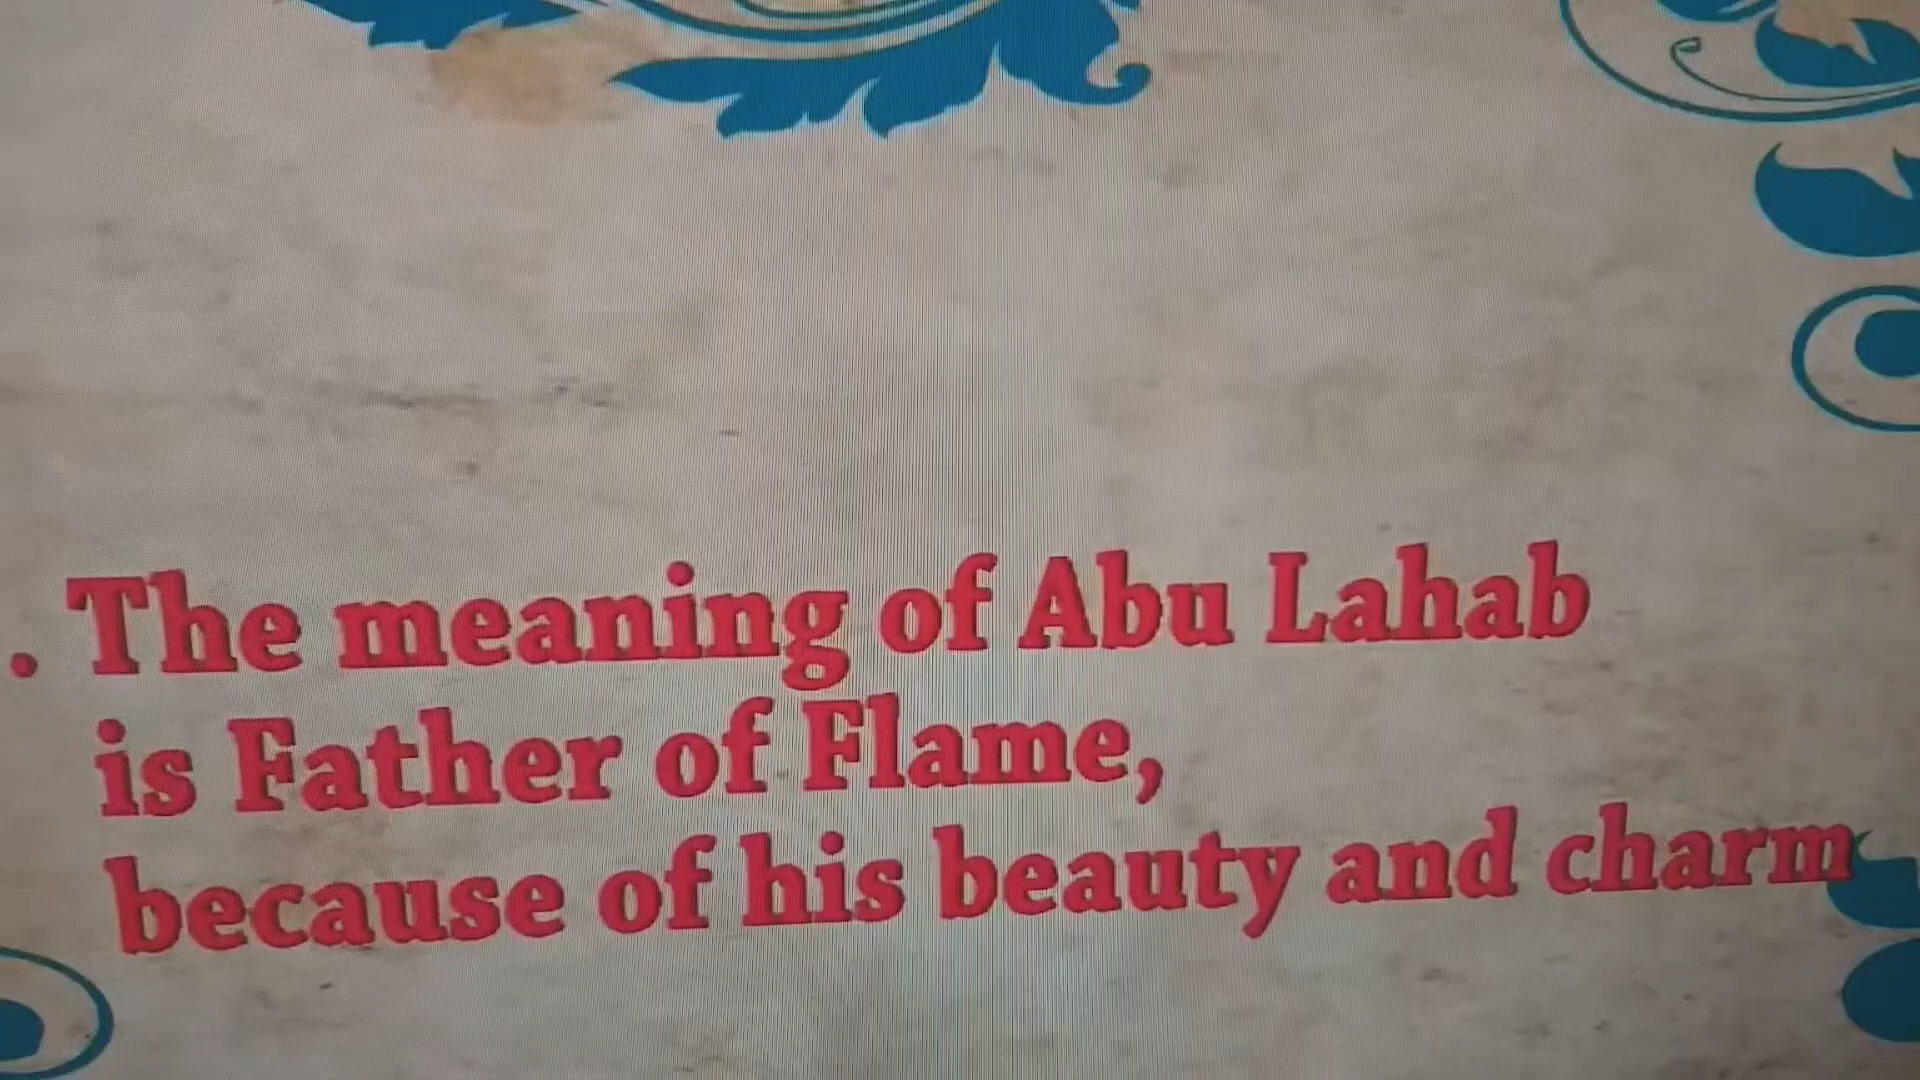 . The meaning of Abu Lahab
is Father of Flame,
because of his beauty and charm